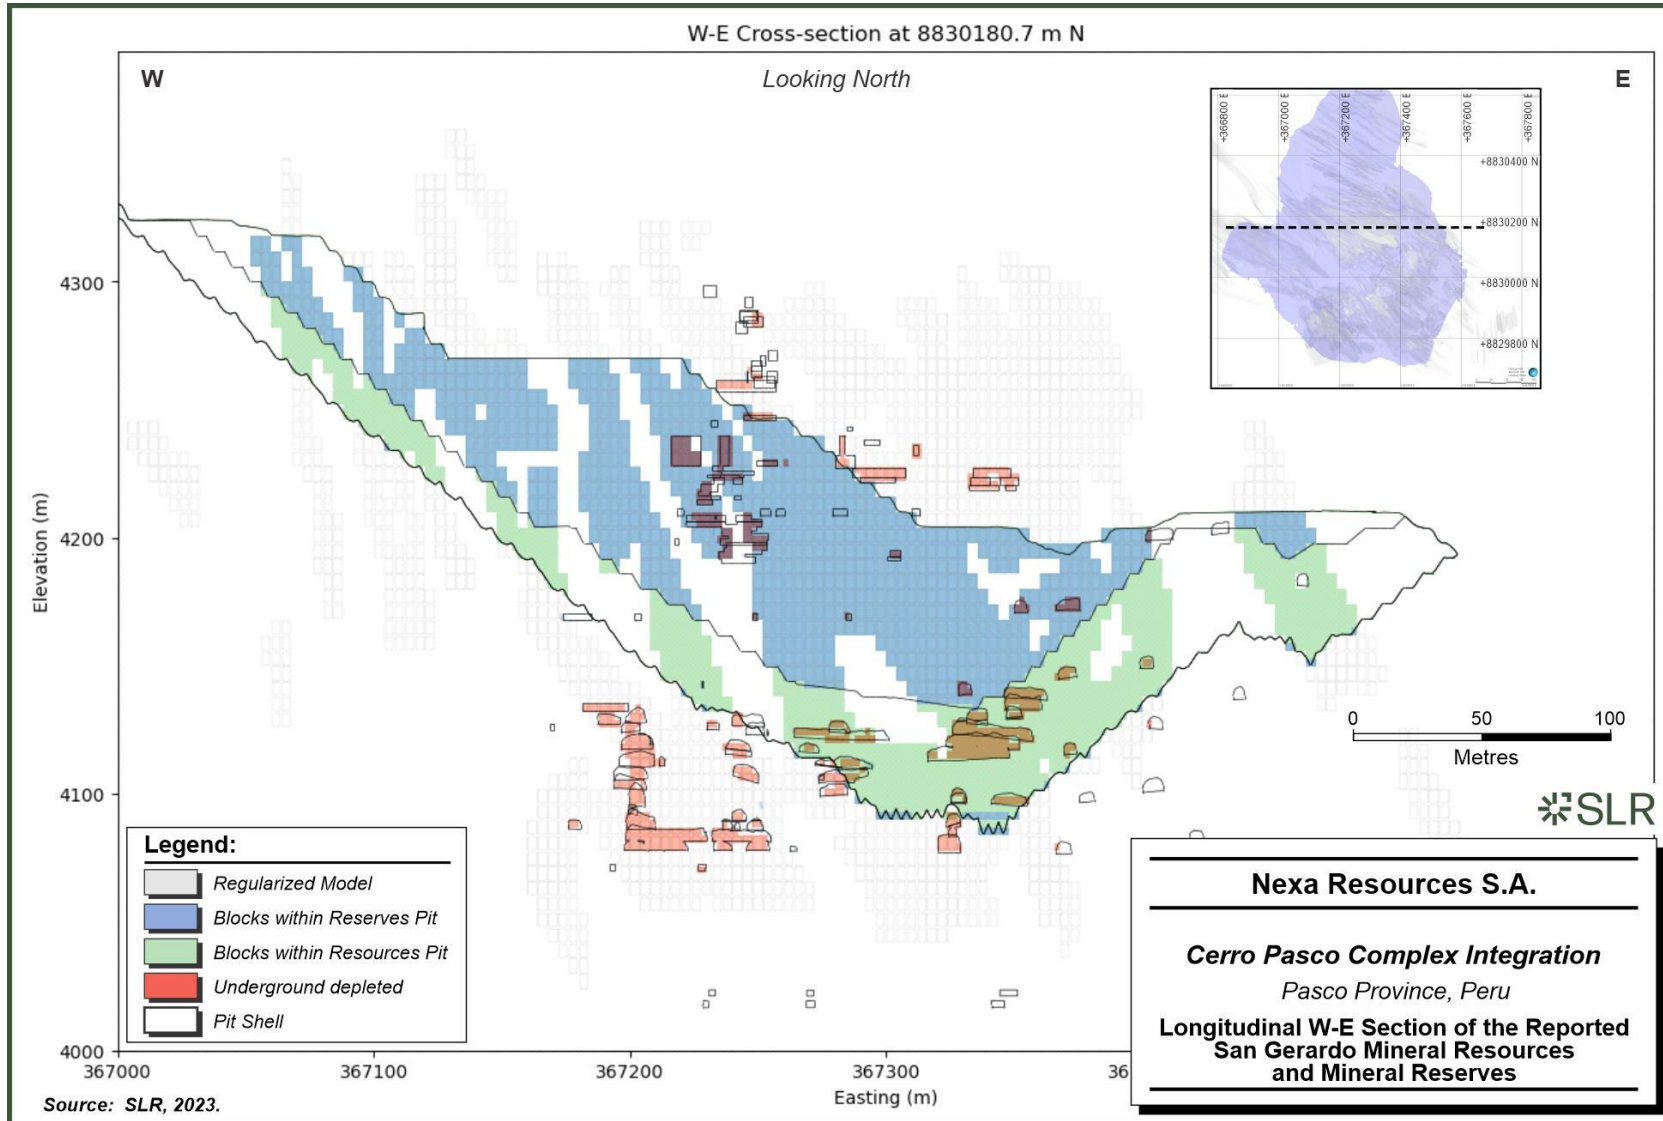 W-E Cross-section at 8830180.7 m N
W
Looking North
E
+366800 E
+367000 E
+367200 E
+367400 E
+367600 E
+367800 E
+8830400 N
+8830200 N
+8830000 N
+8829800 N
4300
4200
4100
4000
Elevation (m)
0 50 100
Metres
SLR
Legend:
Regularized Model
Blocks within Reserves Pit
Blocks within Resources Pit
Underground depleted
Pit Shell
Nexa Resources S.A.
Cerro Pasco Complex Integration
Pasco Province, Peru
Longitudinal W-E Section of the Reported
San Gerardo Mineral Resources
and Mineral Reserves
367000 367100 367200 367300 36
Easting (m)
Source: SLR, 2023.